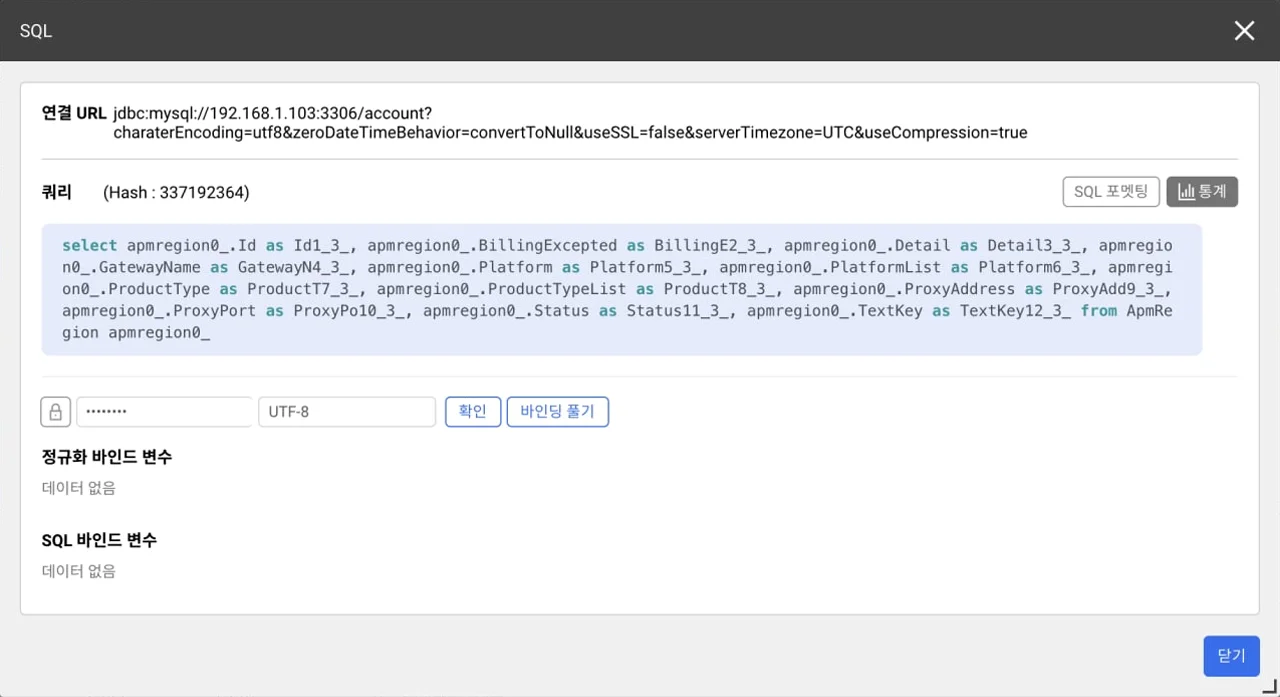 SQL
연결 URL jdbc:mysql://192.168.1.103:3306/account?
charaterEncoding=utf8&zeroDateTimeBehavior=convertToNull&useSSL=false&serverTimezone=UTC&useCompression=true
쿼리 (Hash : 337192364) SQL 포멧팅 통계
select apmregion0_.Id as Id1_3_, apmregion0_.BillingExcepted as BillingE2_3_, apmregion0_.Detail as Detail3_3_, apmregio
n0_.GatewayName as GatewayN4_3_, apmregion0_.Platform as Platform5_3_, apmregion0_.PlatformList as Platform6_3_, apmregi
on0_.ProductType as ProductT7_3_, apmregion0_.ProductTypeList as ProductT8_3_, apmregion0_.ProxyAddress as ProxyAdd9_3_,
apmregion0_.ProxyPort as ProxyPo10_3_, apmregion0_.Status as Status11_3_, apmregion0_.TextKey as TextKey12_3_ from ApmRe
gion apmregion0_
•••••••• UTF-8 확인 바인딩 풀기
정규화 바인드 변수
데이터 없음
SQL 바인드 변수
데이터 없음
닫기